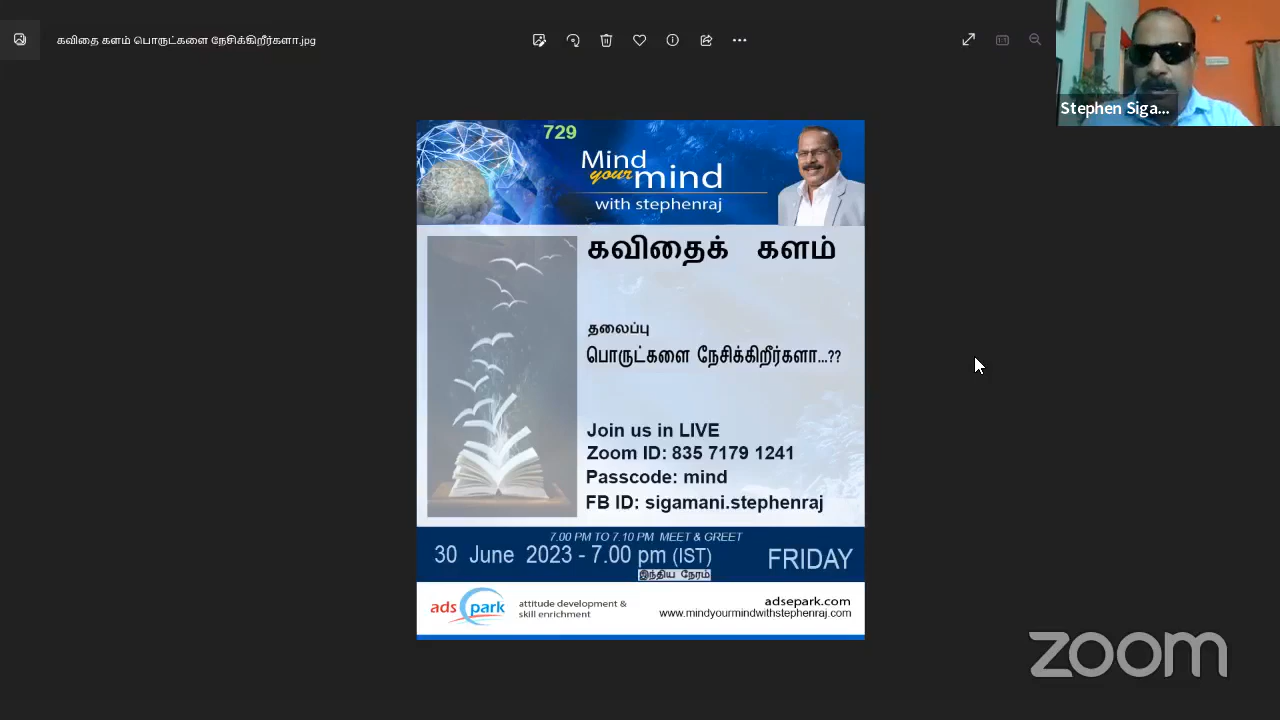 கவிதை களம் பொருட்களை நேசிக்கிறீர்களா.jpg
Stephen Siga...
729
Mind
your mind
with stephenraj
கவிதைக் களம்
தலைப்பு
பொருட்களை நேசிக்கிறீர்களா...??
Join us in LIVE
Zoom ID: 835 7179 1241
Passcode: mind
FB ID: sigamani.stephenraj
7.00 PM TO 7.10 PM MEET & GREET
30 June 2023 - 7.00 pm (IST) FRIDAY
இந்திய நேரம்
ads park
attitude development &
skill enrichment
adsepark.com
www.mindyourmindwithstephenraj.com
zoom